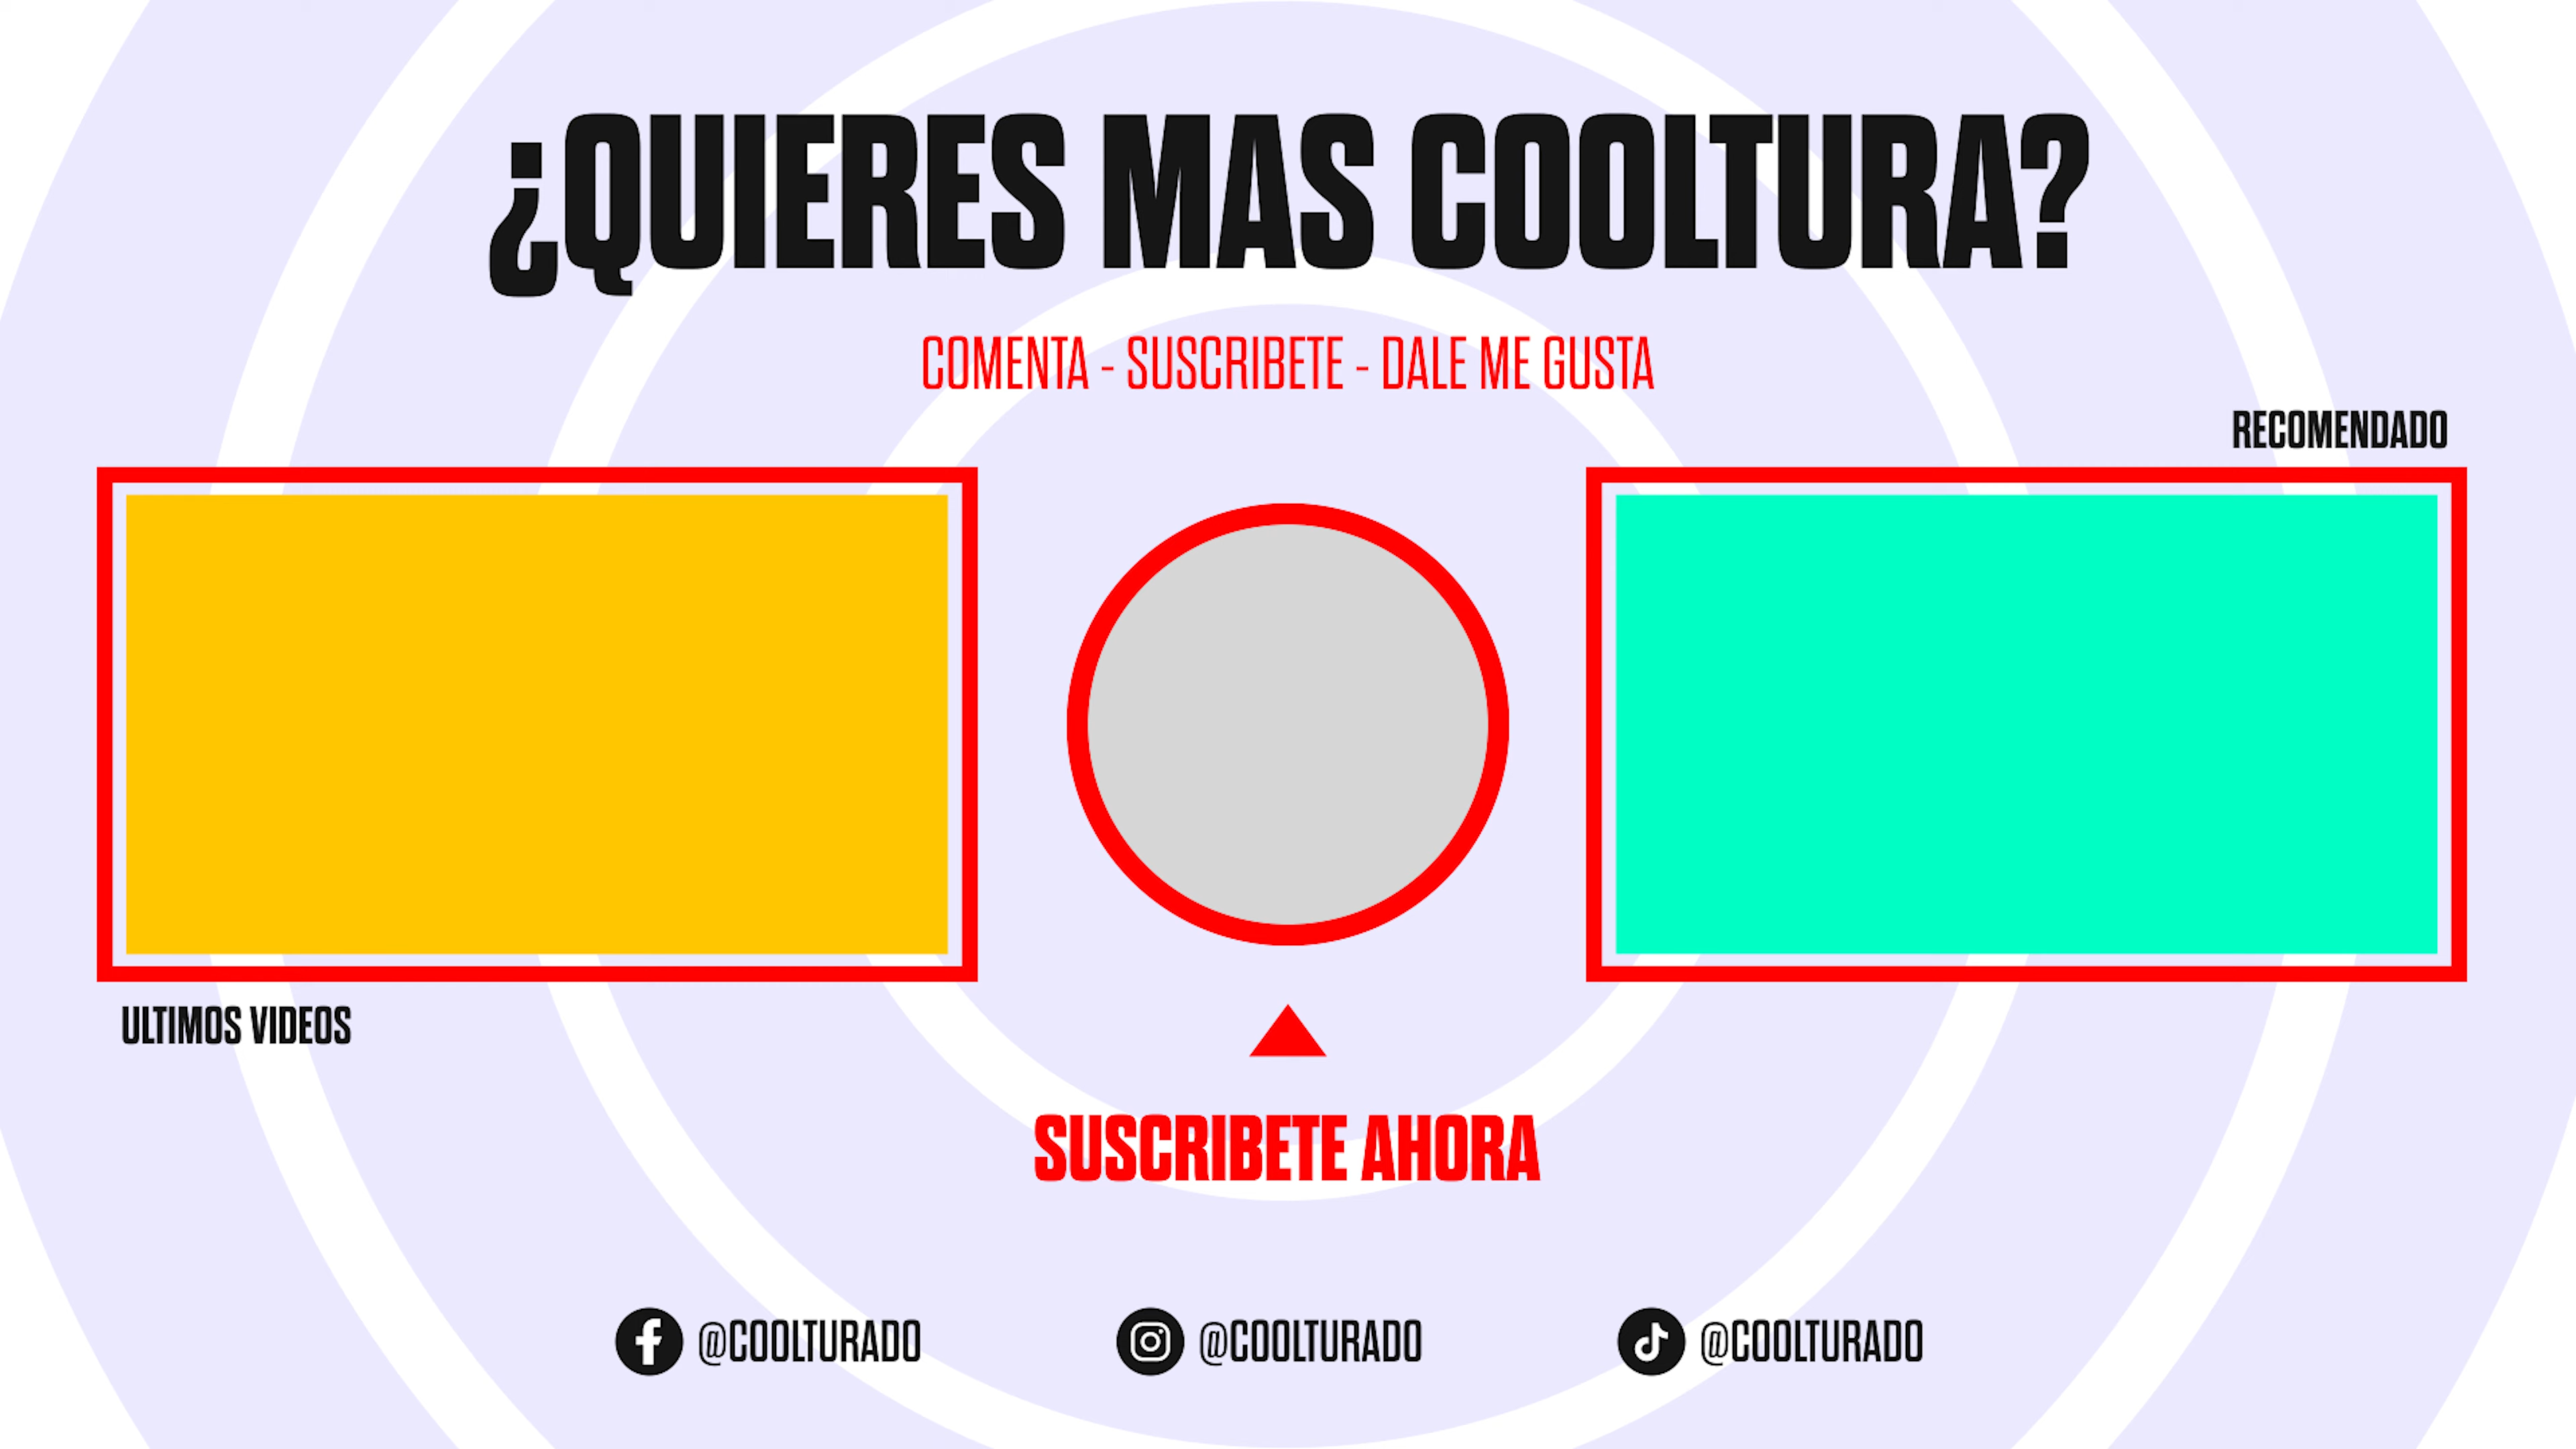 ¿QUIERES MAS COOLTURA?
COMENTA - SUSCRIBETE - DALE ME GUSTA
RECOMENDADO
ULTIMOS VIDEOS
SUSCRIBETE AHORA
@COOLTURADO
@COOLTURADO
@COOLTURADO